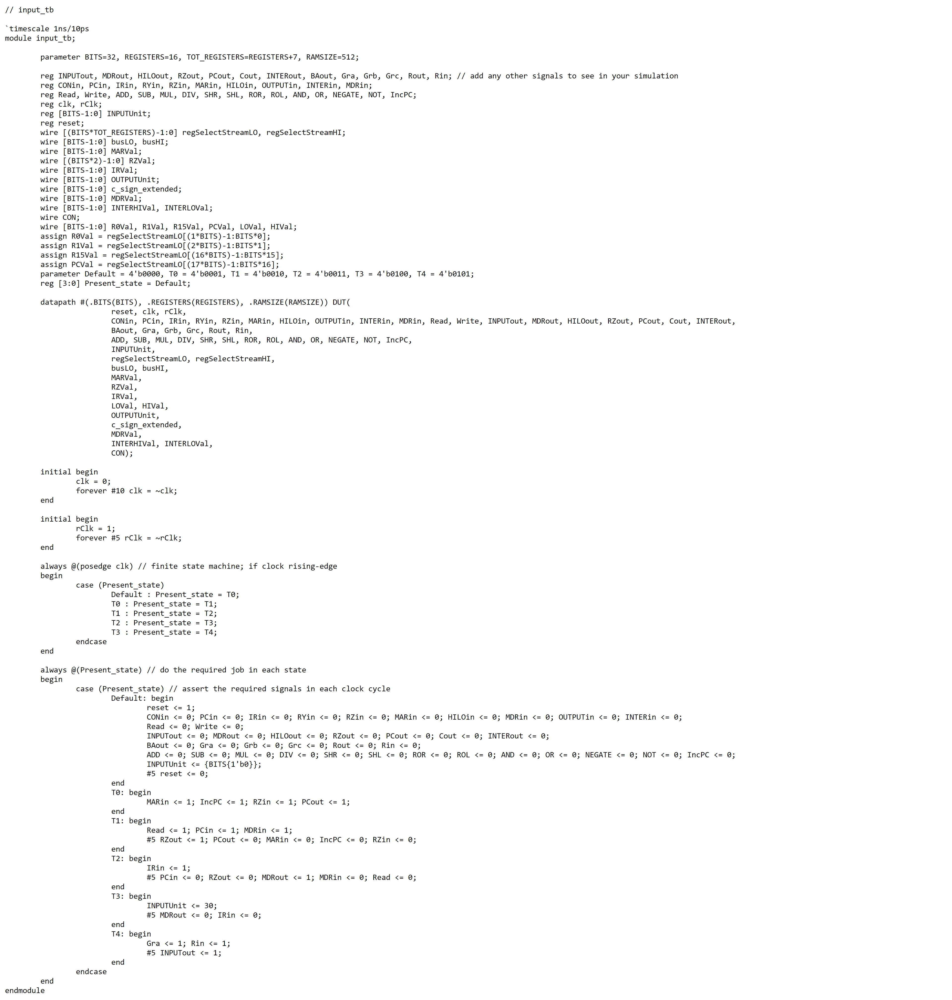 // input_tb

`timescale 1ns/10ps
module input_tb;

	parameter BITS=32, REGISTERS=16, TOT_REGISTERS=REGISTERS+7, RAMSIZE=512;

	reg INPUTout, MDRout, HILOout, RZout, PCout, Cout, INTERout, BAout, Gra, Grb, Grc, Rout, Rin; // add any other signals to see in your simulation
	reg CONin, PCin, IRin, RYin, RZin, MARin, HILOin, OUTPUTin, INTERin, MDRin;
	reg Read, Write, ADD, SUB, MUL, DIV, SHR, SHL, ROR, ROL, AND, OR, NEGATE, NOT, IncPC;
	reg clk, rClk;
	reg [BITS-1:0] INPUTUnit;
	reg reset;
	wire [(BITS*TOT_REGISTERS)-1:0] regSelectStreamLO, regSelectStreamHI;
	wire [BITS-1:0] busLO, busHI;
	wire [BITS-1:0] MARVal;
	wire [(BITS*2)-1:0] RZVal;
	wire [BITS-1:0] IRVal;
	wire [BITS-1:0] OUTPUTUnit;
	wire [BITS-1:0] c_sign_extended;
	wire [BITS-1:0] MDRVal;
	wire [BITS-1:0] INTERHIVal, INTERLOVal;
	wire CON;
	wire [BITS-1:0] R0Val, R1Val, R15Val, PCVal, LOVal, HIVal;
	assign R0Val = regSelectStreamLO[(1*BITS)-1:BITS*0];
	assign R1Val = regSelectStreamLO[(2*BITS)-1:BITS*1];
	assign R15Val = regSelectStreamLO[(16*BITS)-1:BITS*15];
	assign PCVal = regSelectStreamLO[(17*BITS)-1:BITS*16];
	parameter Default = 4'b0000, T0 = 4'b0001, T1 = 4'b0010, T2 = 4'b0011, T3 = 4'b0100, T4 = 4'b0101;
	reg [3:0] Present_state = Default;

	datapath #(.BITS(BITS), .REGISTERS(REGISTERS), .RAMSIZE(RAMSIZE)) DUT(
			reset, clk, rClk,
			CONin, PCin, IRin, RYin, RZin, MARin, HILOin, OUTPUTin, INTERin, MDRin, Read, Write, INPUTout, MDRout, HILOout, RZout, PCout, Cout, INTERout,
			BAout, Gra, Grb, Grc, Rout, Rin,
			ADD, SUB, MUL, DIV, SHR, SHL, ROR, ROL, AND, OR, NEGATE, NOT, IncPC,
			INPUTUnit,
			regSelectStreamLO, regSelectStreamHI,
			busLO, busHI,
			MARVal,
			RZVal,
			IRVal,
			LOVal, HIVal,
			OUTPUTUnit,
			c_sign_extended,
			MDRVal,
			INTERHIVal, INTERLOVal,
			CON);

	initial begin
		clk = 0;
		forever #10 clk = ~clk;
	end

	initial begin
		rClk = 1;
		forever #5 rClk = ~rClk;
	end

	always @(posedge clk) // finite state machine; if clock rising-edge
	begin
		case (Present_state)
			Default : Present_state = T0;
			T0 : Present_state = T1;
			T1 : Present_state = T2;
			T2 : Present_state = T3;
			T3 : Present_state = T4;
		endcase
	end

	always @(Present_state) // do the required job in each state
	begin
		case (Present_state) // assert the required signals in each clock cycle
			Default: begin
				reset <= 1;
				CONin <= 0; PCin <= 0; IRin <= 0; RYin <= 0; RZin <= 0; MARin <= 0; HILOin <= 0; MDRin <= 0; OUTPUTin <= 0; INTERin <= 0;
				Read <= 0; Write <= 0;
				INPUTout <= 0; MDRout <= 0; HILOout <= 0; RZout <= 0; PCout <= 0; Cout <= 0; INTERout <= 0;
				BAout <= 0; Gra <= 0; Grb <= 0; Grc <= 0; Rout <= 0; Rin <= 0;
				ADD <= 0; SUB <= 0; MUL <= 0; DIV <= 0; SHR <= 0; SHL <= 0; ROR <= 0; ROL <= 0; AND <= 0; OR <= 0; NEGATE <= 0; NOT <= 0; IncPC <= 0;
				INPUTUnit <= {BITS{1'b0}};
				#5 reset <= 0;
			end
			T0: begin
				MARin <= 1; IncPC <= 1; RZin <= 1; PCout <= 1;
			end
			T1: begin
				Read <= 1; PCin <= 1; MDRin <= 1;
				#5 RZout <= 1; PCout <= 0; MARin <= 0; IncPC <= 0; RZin <= 0;
			end
			T2: begin
				IRin <= 1;
				#5 PCin <= 0; RZout <= 0; MDRout <= 1; MDRin <= 0; Read <= 0;
			end
			T3: begin
				INPUTUnit <= 30;
				#5 MDRout <= 0; IRin <= 0;
			end
			T4: begin
				Gra <= 1; Rin <= 1;
				#5 INPUTout <= 1;
			end
		endcase
	end
endmodule